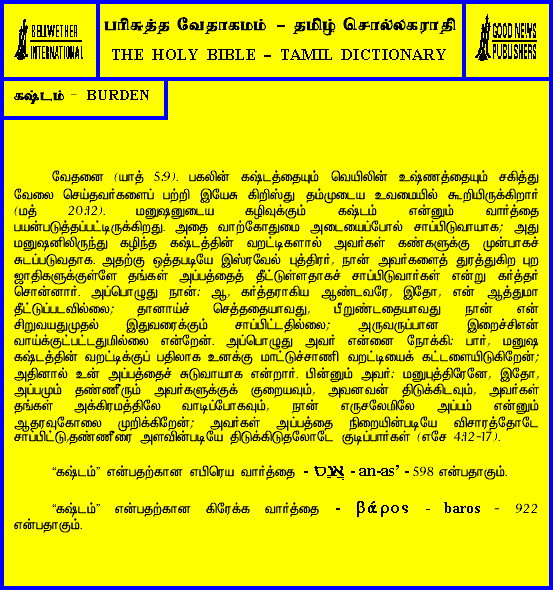 BELLWETHER
INTERNATIONAL
பரிசுத்த வேதாகமம் – தமிழ் சொல்லகராதி
THE HOLY BIBLE – TAMIL DICTIONARY
GOOD NEWS
PUBLISHERS
கஷ்டம் – BURDEN
வேதனை (யாத் 5:9). பகலின் கஷ்டத்தையும் வெயிலின் உஷ்ணத்தையும் சகித்து
வேலை செய்தவர்களைப் பற்றி இயேசு கிறிஸ்து தம்முடைய உவமையில் கூறியிருக்கிறார்
(மத் 20:12). மனுஷனுடைய கழிவுக்கும் கஷ்டம் என்னும் வார்த்தை
பயன்படுத்தப்பட்டிருக்கிறது. அதை வாற்கோதுமை அடையைப்போல் சாப்பிடுவாயாக; அது
மனுஷனிலிருந்து கழிந்த கஷ்டத்தின் வறட்டிகளால் அவர்கள் கண்களுக்கு முன்பாகச்
சுடப்படுவதாக. அதற்கு ஒத்தபடியே இஸ்ரவேல் புத்திரர், நான் அவர்களைத் துரத்துகிற புற
ஜாதிகளுக்குள்ளே தங்கள் அப்பத்தைத் தீட்டுள்ளதாகச் சாப்பிடுவார்கள் என்று கர்த்தர்
சொன்னார். அப்பொழுது நான்: ஆ, கர்த்தராகிய ஆண்டவரே, இதோ, என் ஆத்துமா
தீட்டுப்படவில்லை; தானாய்ச் செத்ததையாவது, பீறுண்டதையாவது நான் என்
சிறுவயதுமுதல் இதுவரைக்கும் சாப்பிட்டதில்லை; அருவருப்பான இறைச்சிஎன்
வாய்க்குட்பட்டதுமில்லை என்றேன். அப்பொழுது அவர் என்னை நோக்கி: பார், மனுஷ
கஷ்டத்தின் வறட்டிக்குப் பதிலாக உனக்கு மாட்டுச்சாணி வறட்டியைக் கட்டளையிடுகிறேன்;
அதினால் உன் அப்பத்தைச் சுடுவாயாக என்றார். பின்னும் அவர்: மனுபுத்திரனே, இதோ,
அப்பமும் தண்ணீரும் அவர்களுக்குக் குறையவும், அவனவன் திடுக்கிடவும், அவர்கள்
தங்கள் அக்கிரமத்திலே வாடிப்போகவும், நான் எருசலேமிலே அப்பம் என்னும்
ஆதரவுகோலை முறிக்கிறேன்; அவர்கள் அப்பத்தை நிறையின்படியே விசாரத்தோடே
சாப்பிட்டு,தண்ணீரை அளவின்படியே திடுக்கிடுதலோடே குடிப்பார்கள் (எசே 4:12-17).
“கஷ்டம்” என்பதற்கான எபிரெய வார்த்தை - אָנַס - an-as’ - 598 என்பதாகும்.
“கஷ்டம்” என்பதற்கான கிரேக்க வார்த்தை - βάρος - baros - 922
என்பதாகும்.